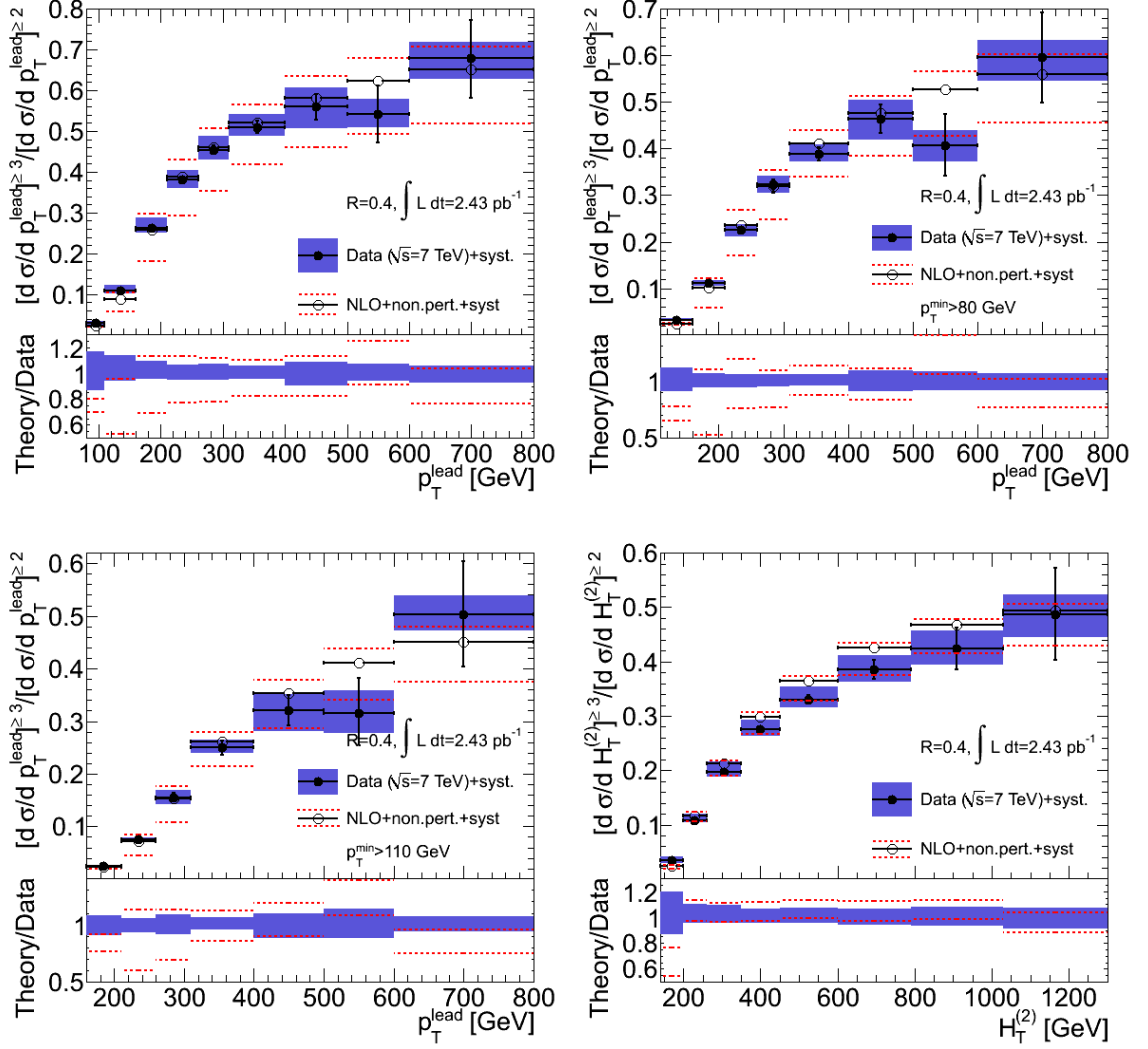 [d σ/d p_T^lead]^≥3/[d σ/d p_T^lead]^≥2
0.8
0.7
0.6
0.5
0.4
0.3
0.2
0.1
R=0.4, ∫ L dt=2.43 pb⁻¹
Data (√s=7 TeV)+syst.
NLO+non.pert.+syst
Theory/Data
1.2
1
0.8
0.6
100 200 300 400 500 600 700 800
p_T^lead [GeV]
[d σ/d p_T^lead]^≥3/[d σ/d p_T^lead]^≥2
0.7
0.6
0.5
0.4
0.3
0.2
0.1
R=0.4, ∫ L dt=2.43 pb⁻¹
Data (√s=7 TeV)+syst.
NLO+non.pert.+syst
p_T^min>80 GeV
Theory/Data
1
0.5
200 300 400 500 600 700 800
p_T^lead [GeV]
[d σ/d p_T^lead]^≥3/[d σ/d p_T^lead]^≥2
0.6
0.5
0.4
0.3
0.2
0.1
R=0.4, ∫ L dt=2.43 pb⁻¹
Data (√s=7 TeV)+syst.
NLO+non.pert.+syst
p_T^min>110 GeV
Theory/Data
1
0.5
200 300 400 500 600 700 800
p_T^lead [GeV]
[d σ/d H_T^(2)]^≥3/[d σ/d H_T^(2)]^≥2
0.6
0.5
0.4
0.3
0.2
0.1
R=0.4, ∫ L dt=2.43 pb⁻¹
Data (√s=7 TeV)+syst.
NLO+non.pert.+syst
Theory/Data
1.2
1
0.8
0.6
200 400 600 800 1000 1200
H_T^(2) [GeV]